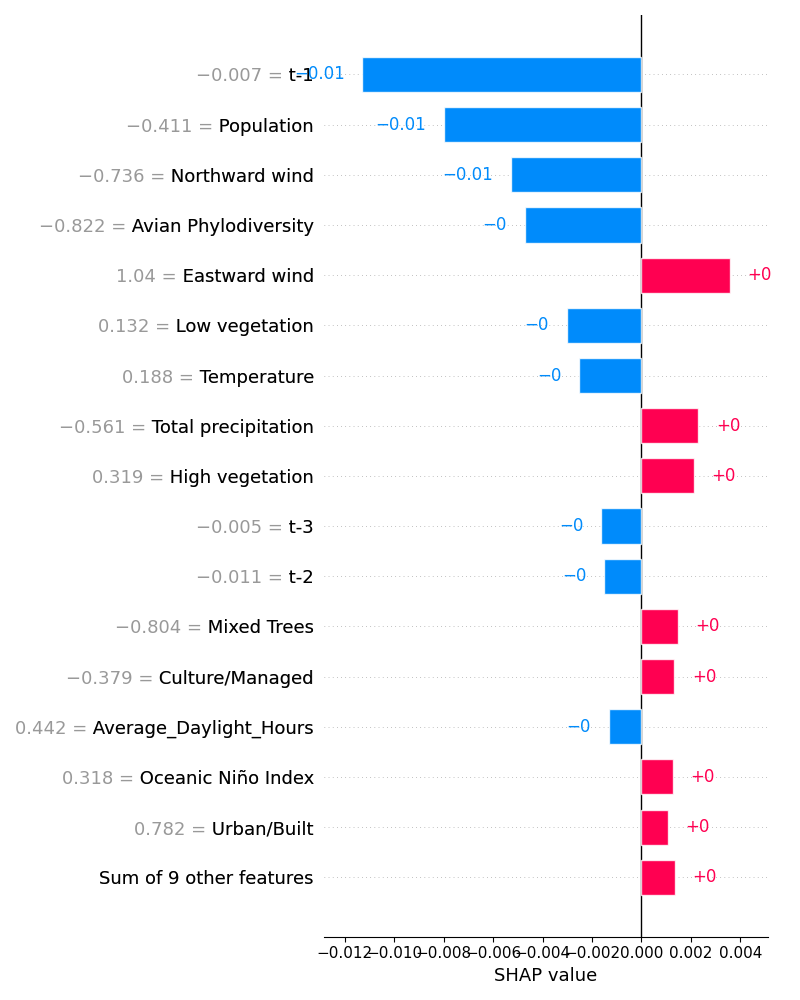 −0.007 = t-1 −0.01
−0.411 = Population −0.01
−0.736 = Northward wind −0.01
−0.822 = Avian Phylodiversity −0
1.04 = Eastward wind +0
0.132 = Low vegetation −0
0.188 = Temperature −0
−0.561 = Total precipitation +0
0.319 = High vegetation +0
−0.005 = t-3 −0
−0.011 = t-2 −0
−0.804 = Mixed Trees +0
−0.379 = Culture/Managed +0
0.442 = Average_Daylight_Hours −0
0.318 = Oceanic Niño Index +0
0.782 = Urban/Built +0
Sum of 9 other features +0
−0.012 −0.010 −0.008 −0.006 −0.004 −0.002 0.000 0.002 0.004
SHAP value